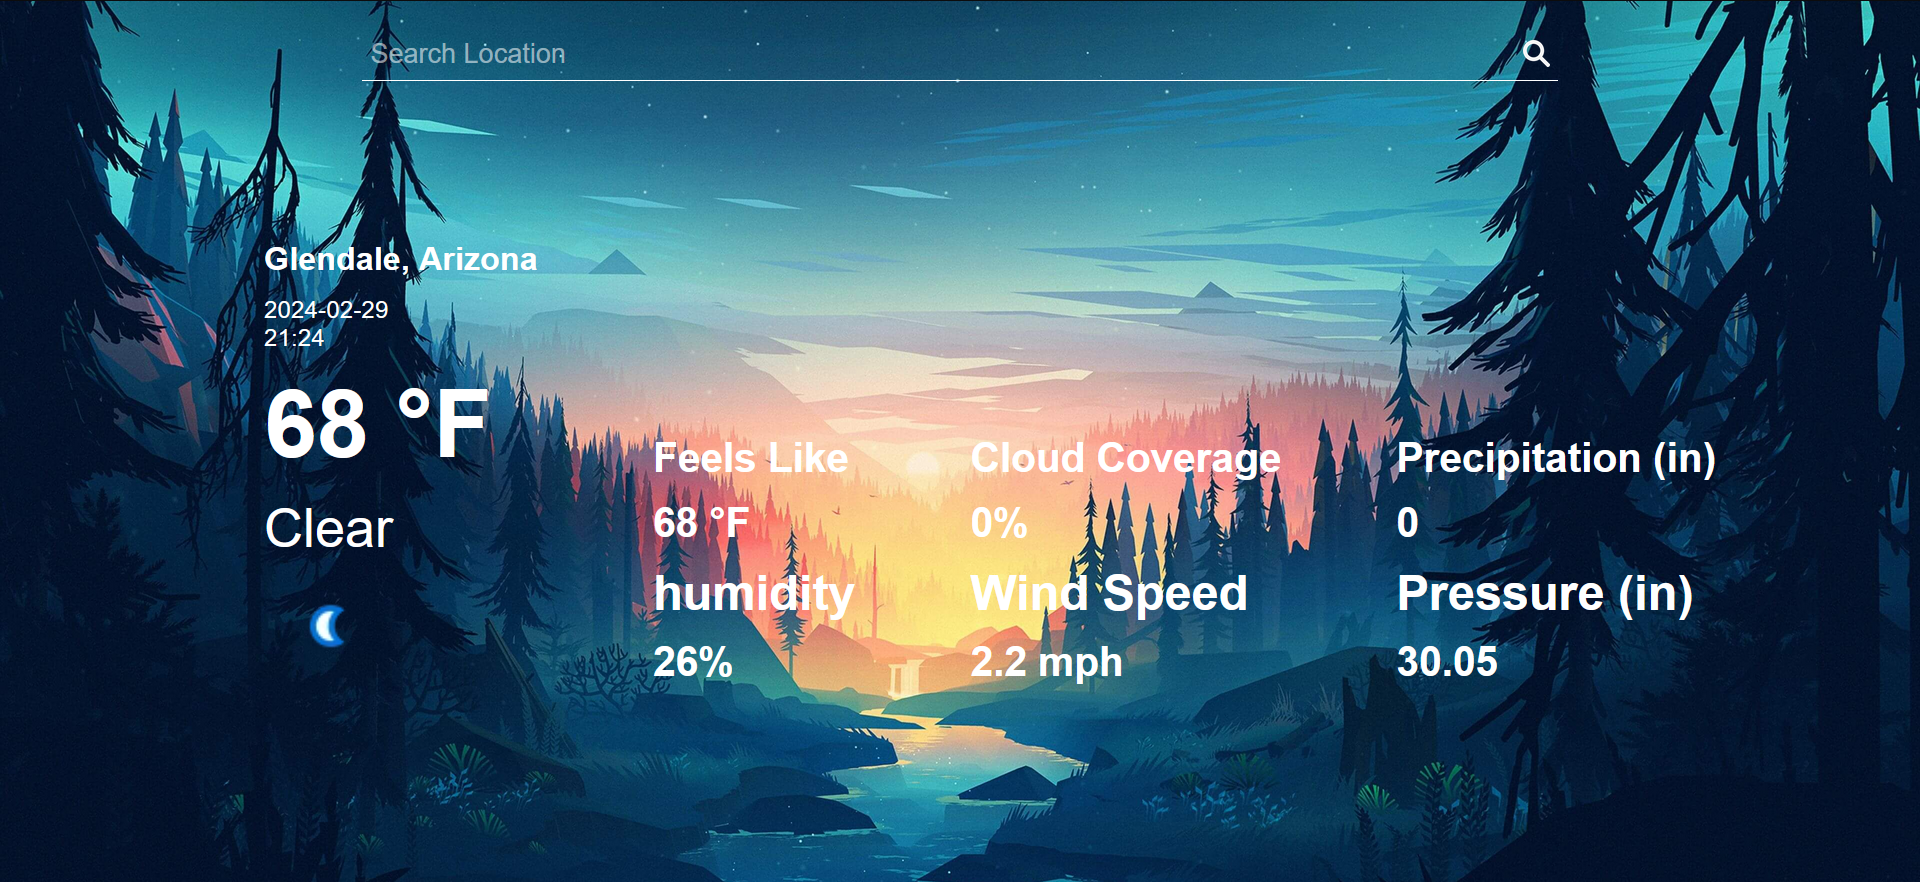 Search Location
Glendale, Arizona
2024-02-29
21:24
68 °F
Clear
Feels Like
68 °F
Cloud Coverage
0%
Precipitation (in)
0
humidity
26%
Wind Speed
2.2 mph
Pressure (in)
30.05